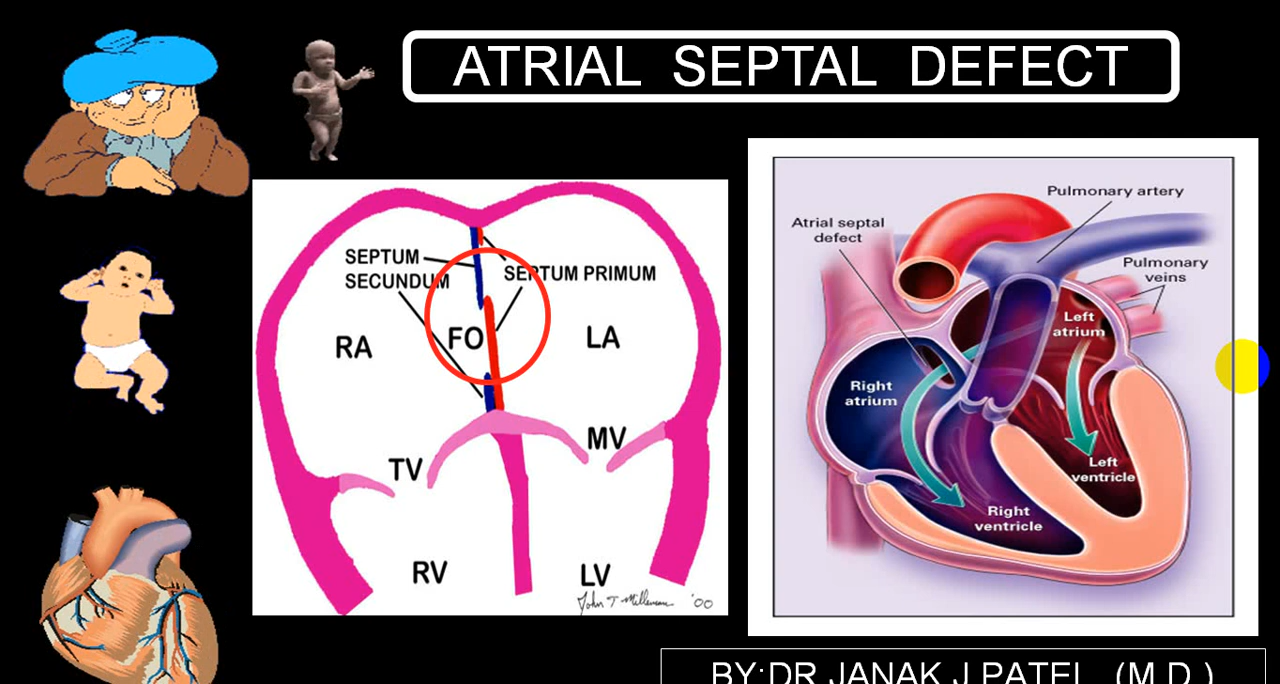 ATRIAL SEPTAL DEFECT
SEPTUM
SECUNDUM
SEPTUM PRIMUM
RA
FO
LA
TV
MV
RV
LV
'00
Pulmonary artery
Atrial septal
defect
Pulmonary
veins
Left
atrium
Right
atrium
Left
ventricle
Right
ventricle
BY:DR JANAK J PATEL (M.D.)